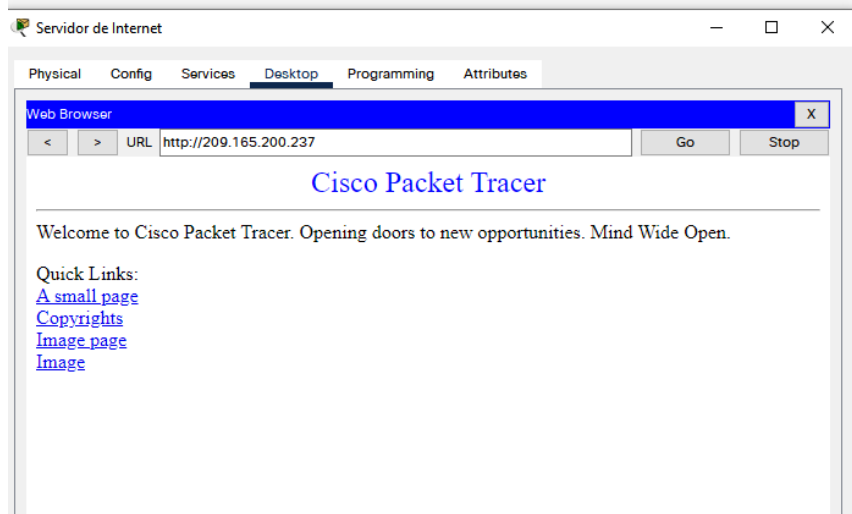 Servidor de Internet
Physical Config Services Desktop Programming Attributes
Web Browser X
< > URL http://209.165.200.237 Go Stop
Cisco Packet Tracer
Welcome to Cisco Packet Tracer. Opening doors to new opportunities. Mind Wide Open.
Quick Links:
A small page
Copyrights
Image page
Image